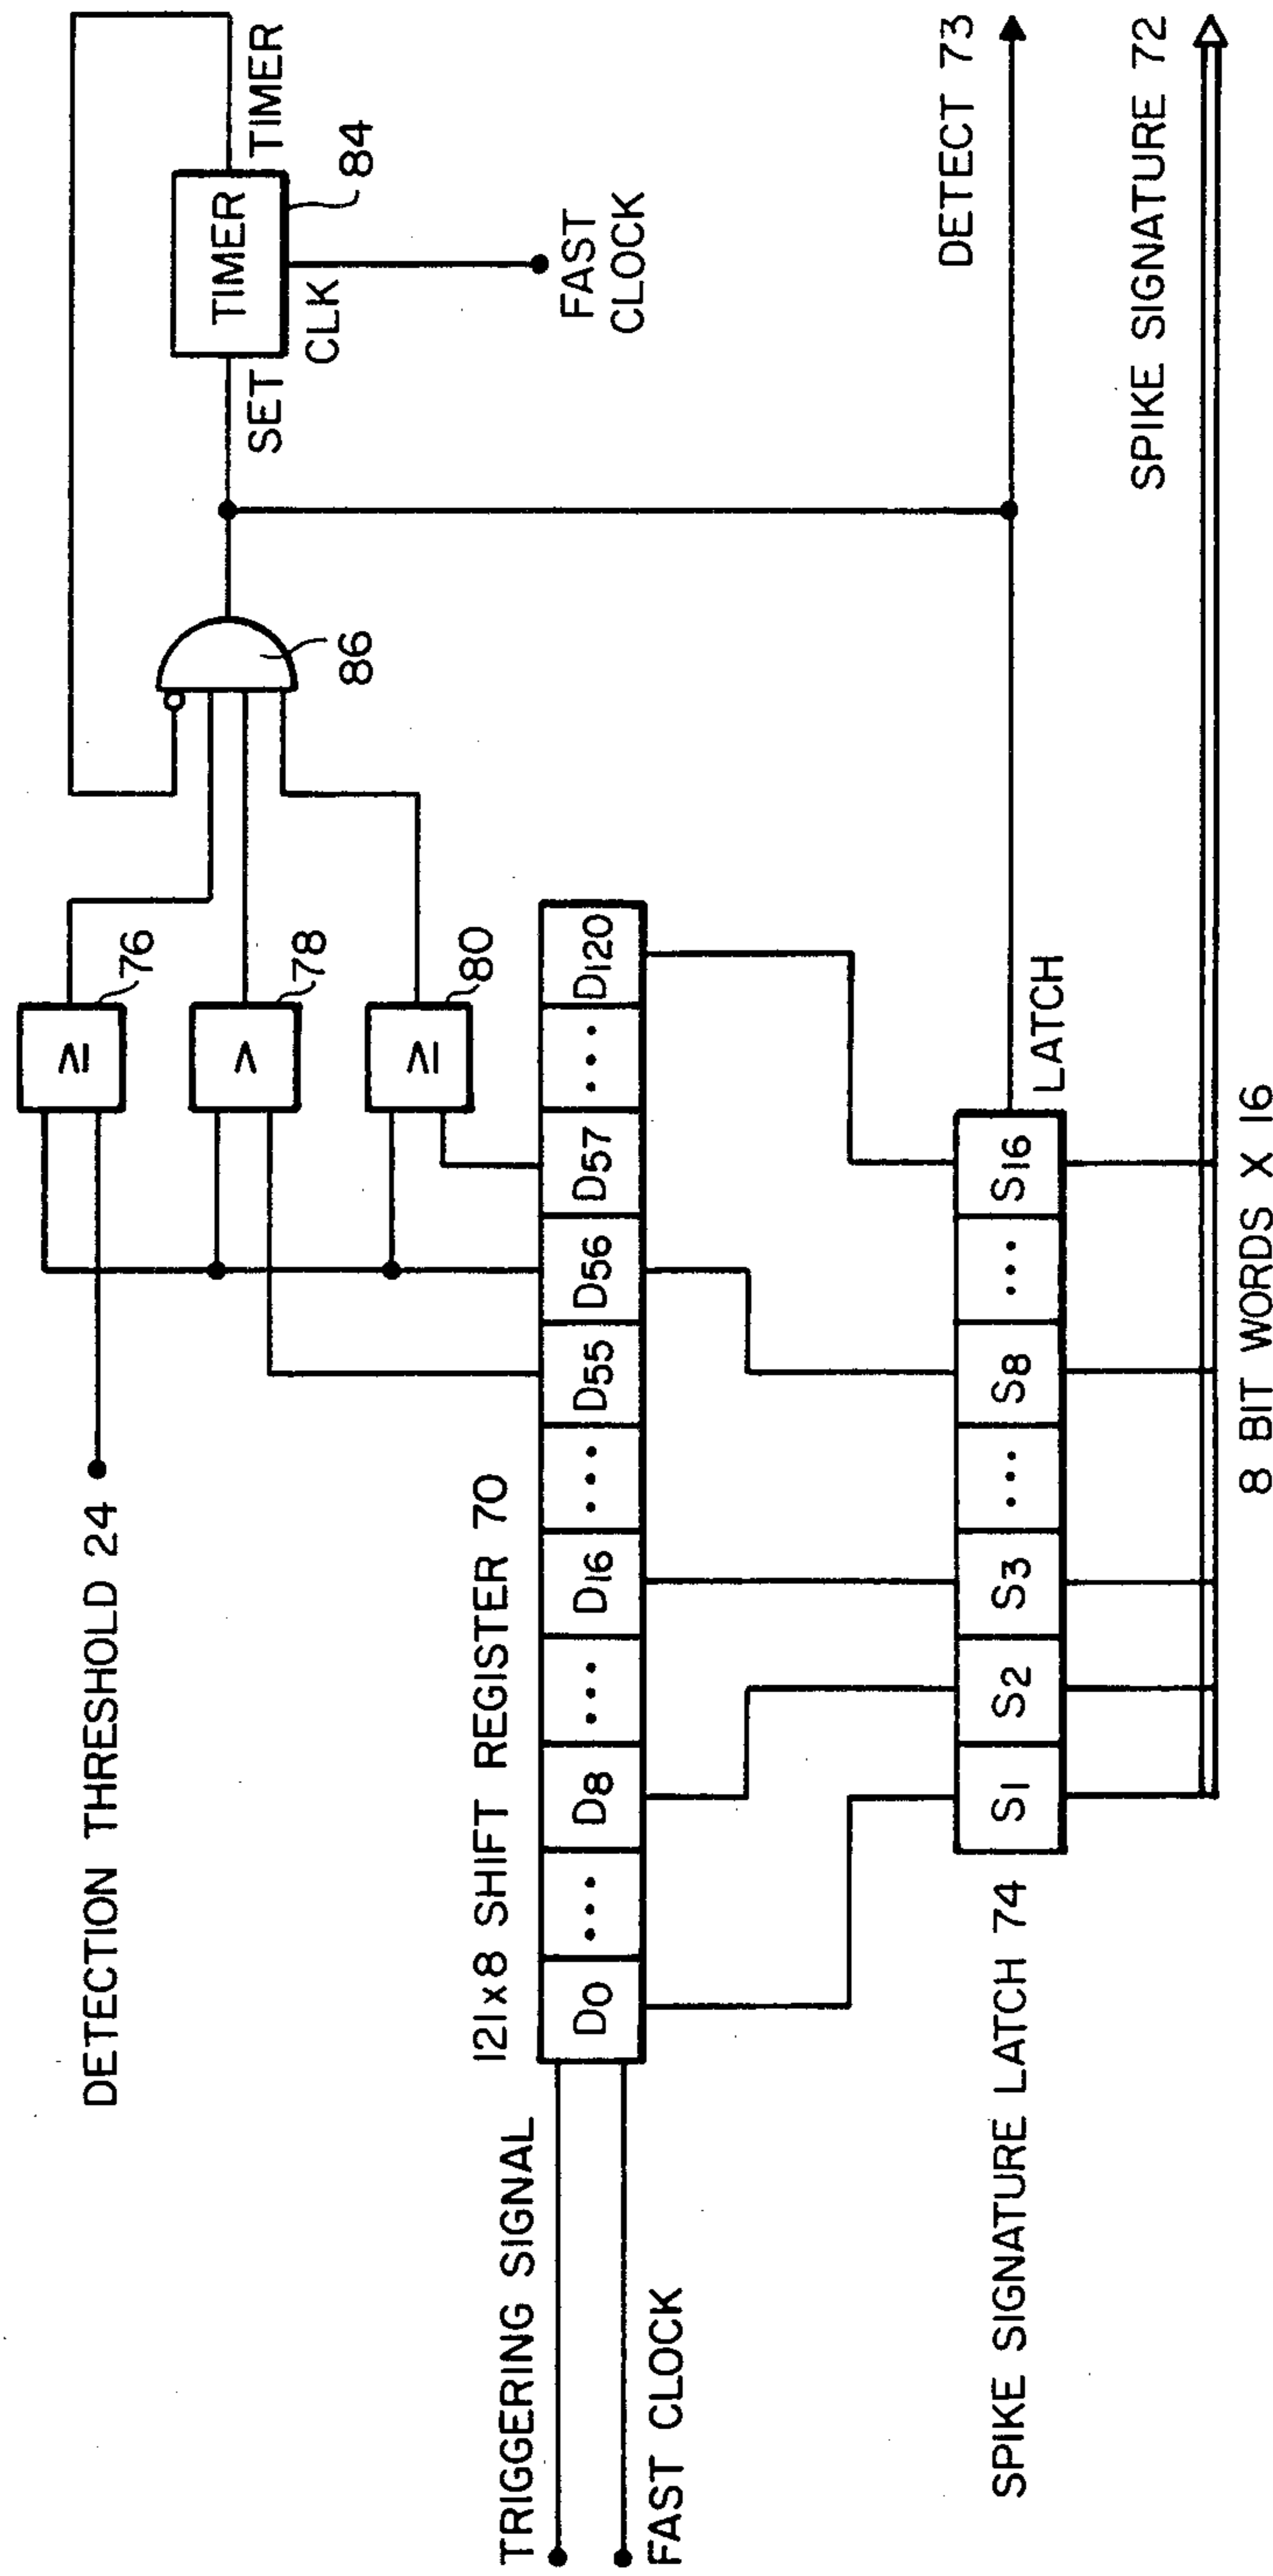 DETECTION THRESHOLD 24
≥
76
>
78
≥
80
86
SET
TIMER
TIMER
CLK
84
FAST
CLOCK
121x8 SHIFT REGISTER 70
TRIGGERING SIGNAL
FAST CLOCK
D0 ... D8 ... D16 ... D55 D56 D57 ... D120
SPIKE SIGNATURE LATCH 74
S1 S2 S3 ... S8 ... S16
LATCH
DETECT 73
SPIKE SIGNATURE 72
8 BIT WORDS X 16